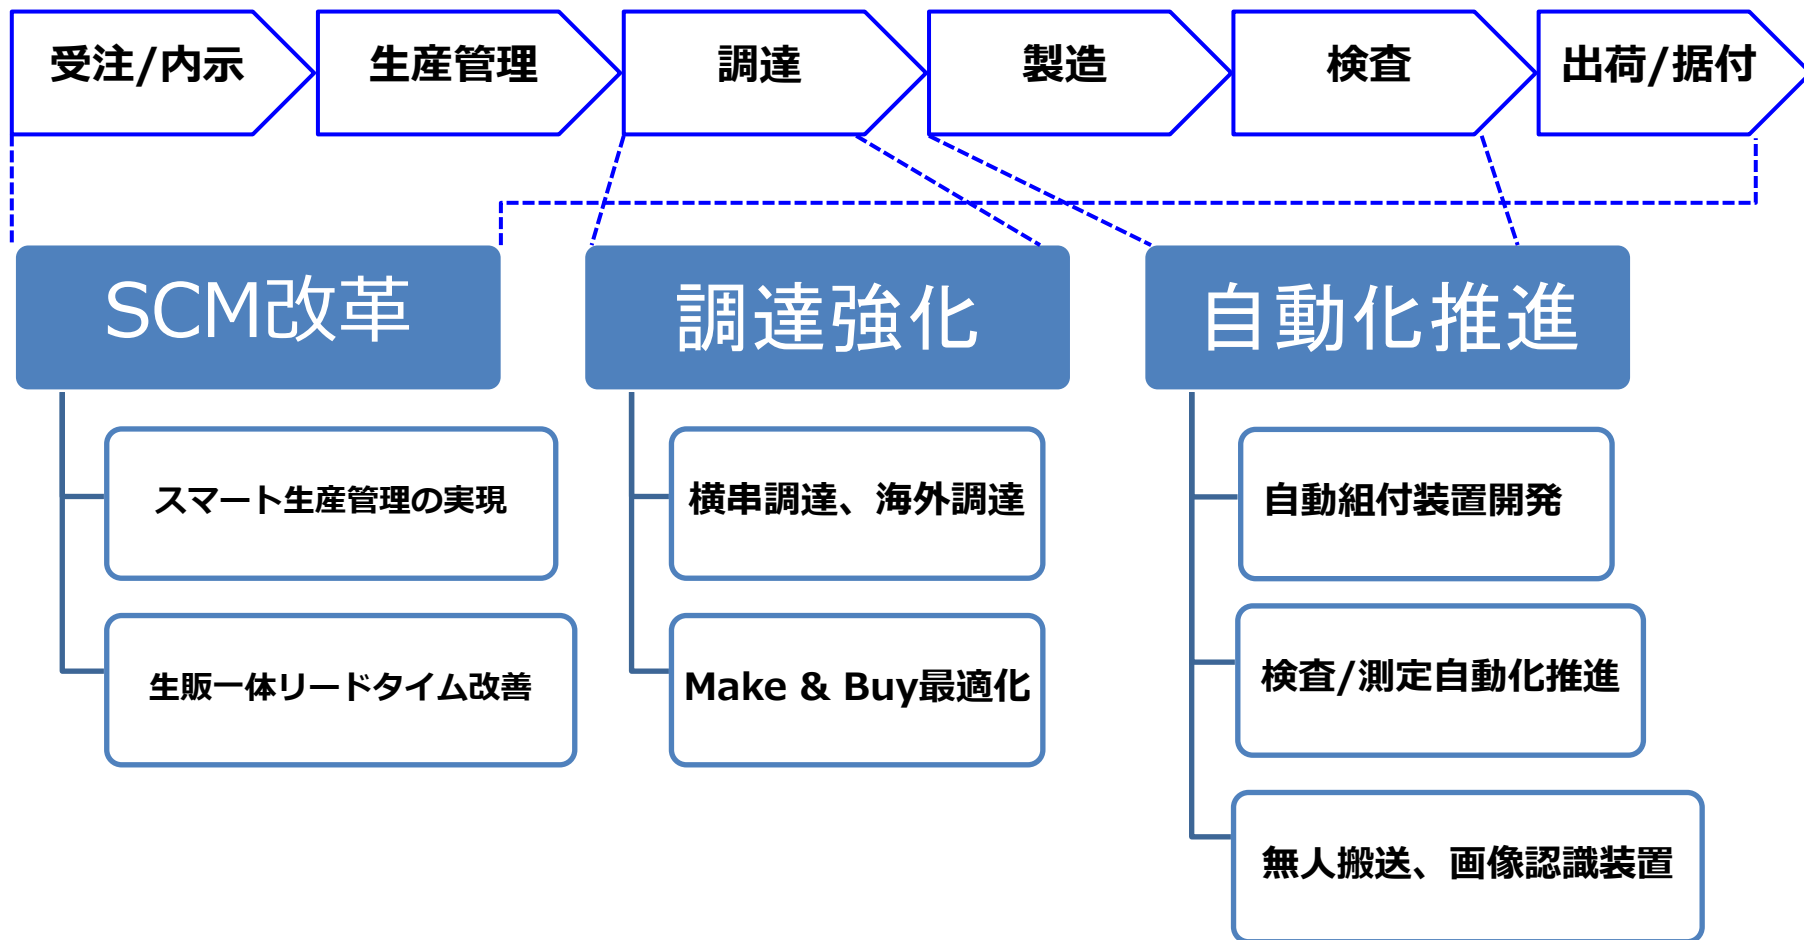 受注/内示
生産管理
調達
製造
検査
出荷/据付
SCM改革
調達強化
自動化推進
スマート生産管理の実現
生販一体リードタイム改善
横串調達、海外調達
Make & Buy最適化
自動組付装置開発
検査/測定自動化推進
無人搬送、画像認識装置